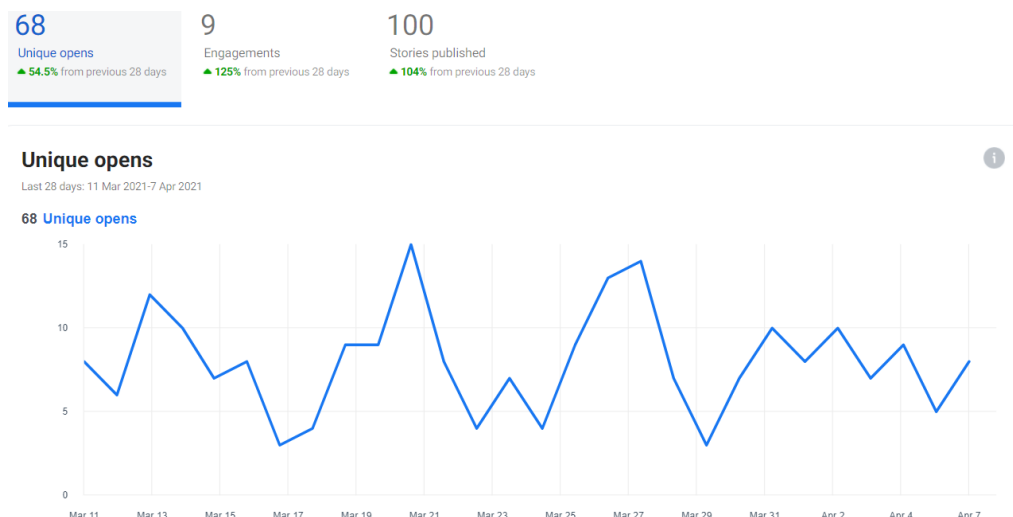 68
Unique opens
54.5% from previous 28 days
9
Engagements
125% from previous 28 days
100
Stories published
104% from previous 28 days
Unique opens
i
Last 28 days: 11 Mar 2021-7 Apr 2021
68 Unique opens
15
10
5
0
Mar 11 Mar 13 Mar 15 Mar 17 Mar 19 Mar 21 Mar 23 Mar 25 Mar 27 Mar 29 Mar 31 Apr 2 Apr 4 Apr 7